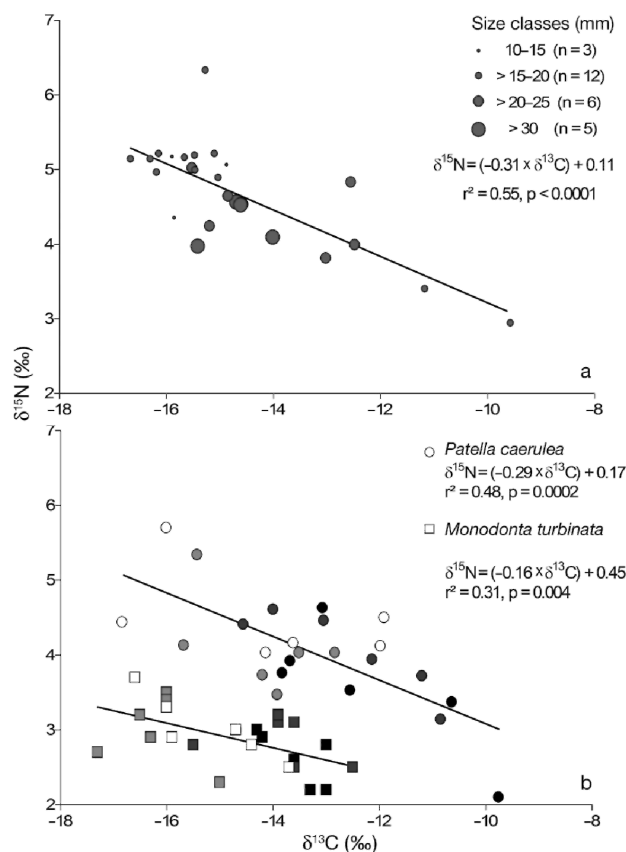 7
6
5
4
3
2
−18
−16
−14
−12
−10
−8
Size classes (mm)
10–15 (n = 3)
> 15–20 (n = 12)
> 20–25 (n = 6)
> 30 (n = 5)
δ¹⁵N = (−0.31 x δ¹³C) + 0.11
r² = 0.55, p < 0.0001
a
δ¹⁵N (‰)
7
6
5
4
3
2
−18
−16
−14
−12
−10
−8
Patella caerulea
δ¹⁵N = (−0.29 x δ¹³C) + 0.17
r² = 0.48, p = 0.0002
Monodonta turbinata
δ¹⁵N = (−0.16 x δ¹³C) + 0.45
r² = 0.31, p = 0.004
b
δ¹³C (‰)